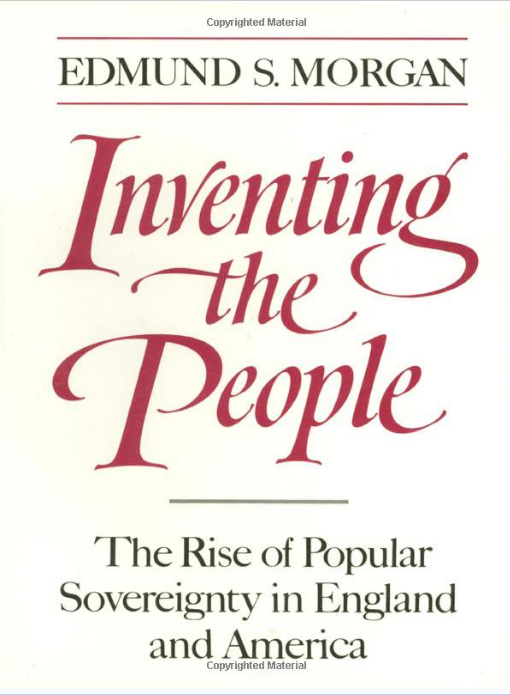 Copyrighted Material
EDMUND S. MORGAN
Inventing
the
People
The Rise of Popular
Sovereignty in England
and America
Copyrighted Material